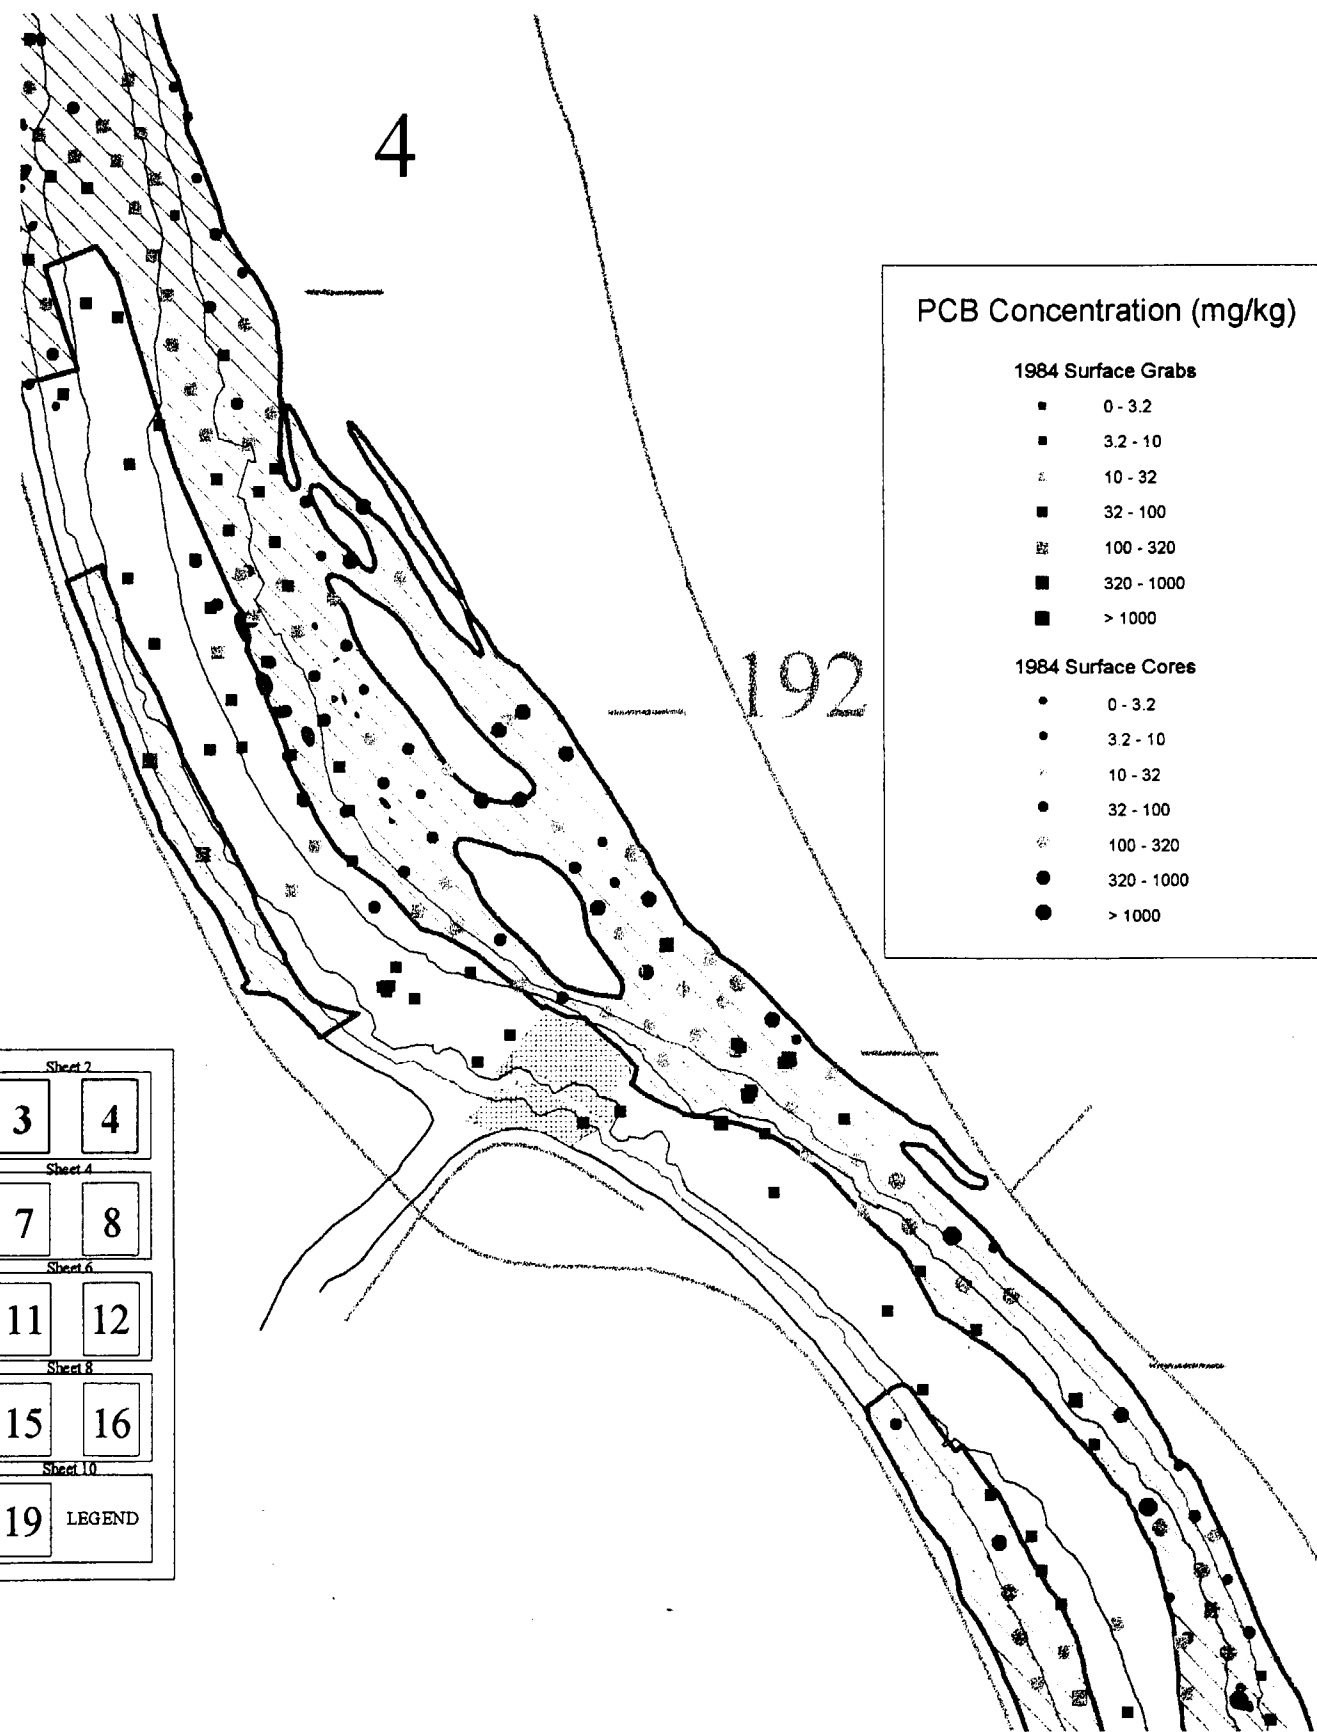 4
192
PCB Concentration (mg/kg)
1984 Surface Grabs
0 - 3.2
3.2 - 10
10 - 32
32 - 100
100 - 320
320 - 1000
> 1000
1984 Surface Cores
0 - 3.2
3.2 - 10
10 - 32
32 - 100
100 - 320
320 - 1000
> 1000
Sheet 2
3 4
Sheet 4
7 8
Sheet 6
11 12
Sheet 8
15 16
Sheet 10
19 LEGEND